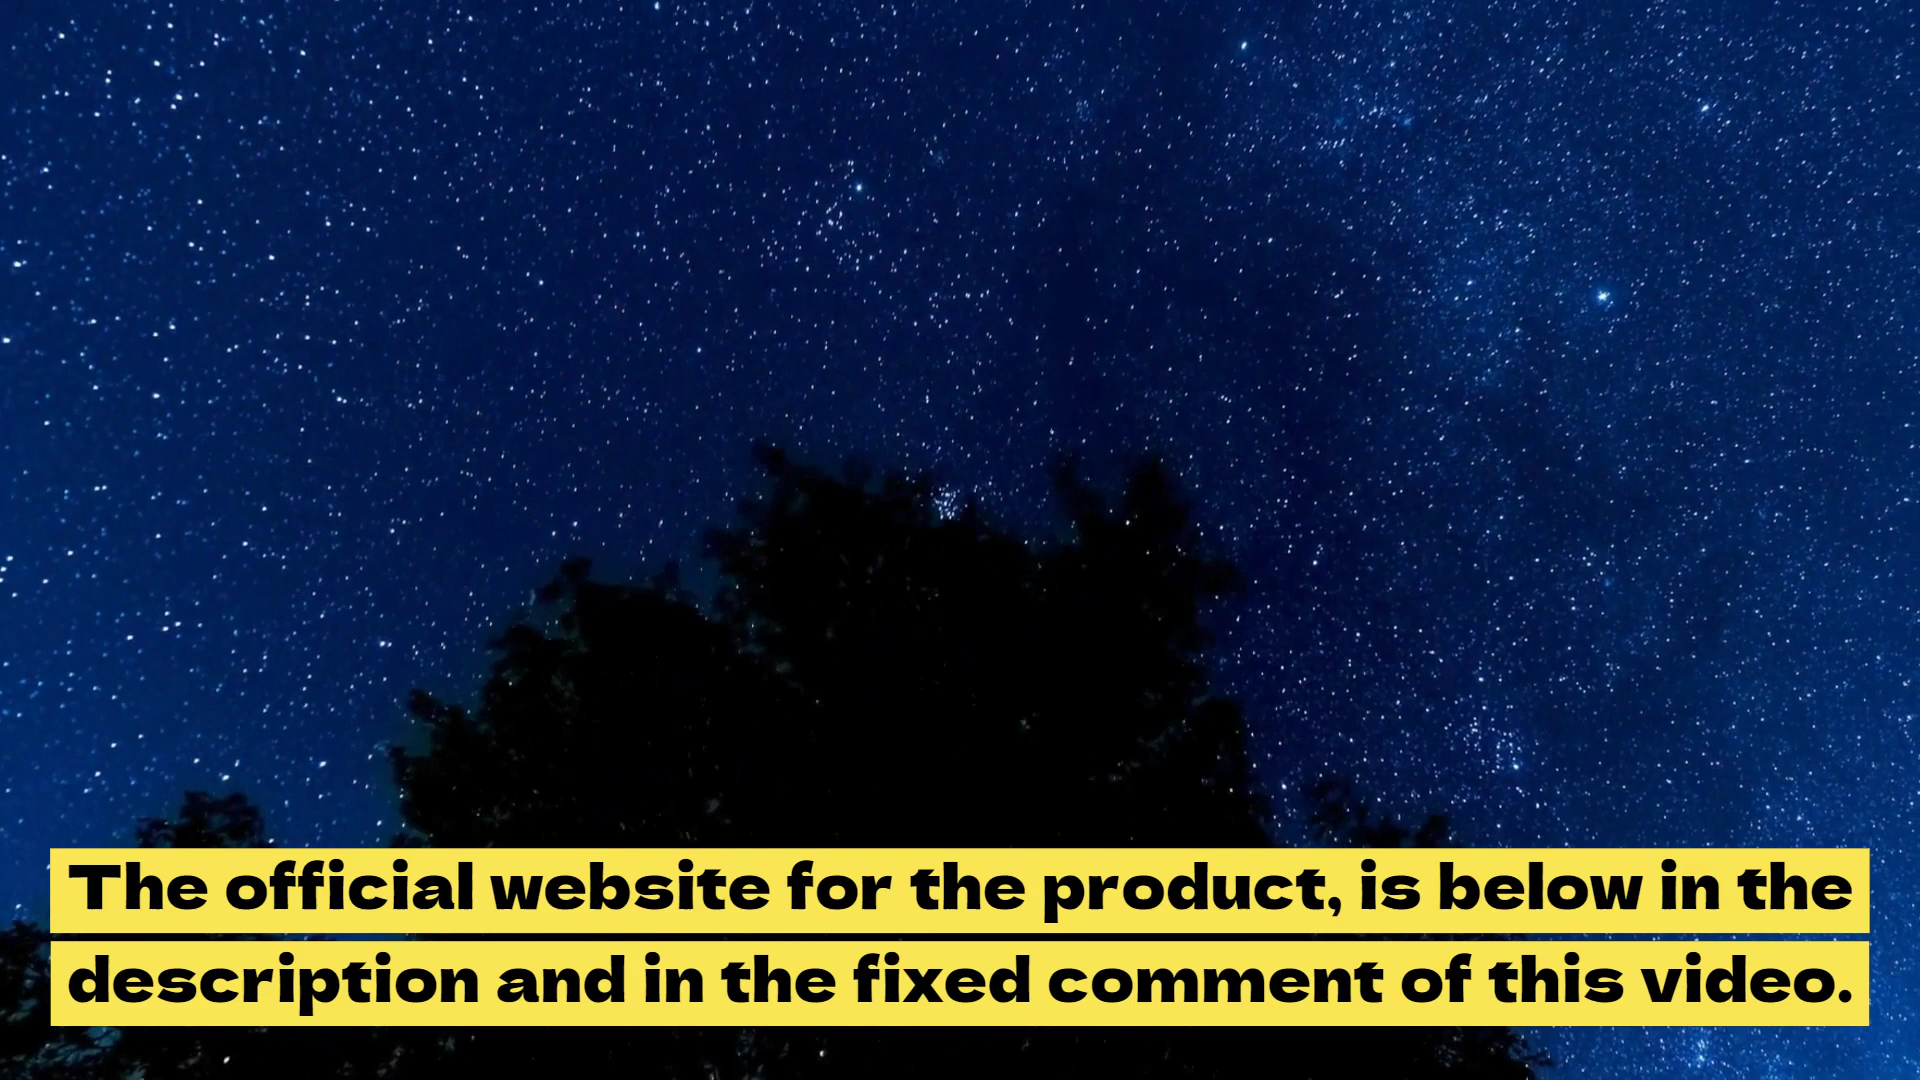 The official website for the product, is below in the
description and in the fixed comment of this video.